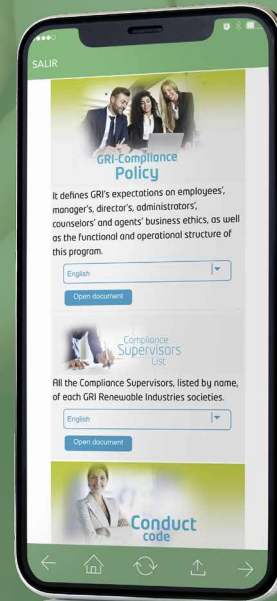 SALIR
GRI-Compliance
Policy
It defines GRI's expectations on employees',
manager's, director's, administrators',
counselors' and agents' business ethics, as well
as the functional and operational structure of
this program.
English
Open document
Compliance
Supervisors
List
All the Compliance Supervisors, listed by name,
of each GRI Renewable Industries societies.
English
Open document
Conduct
code